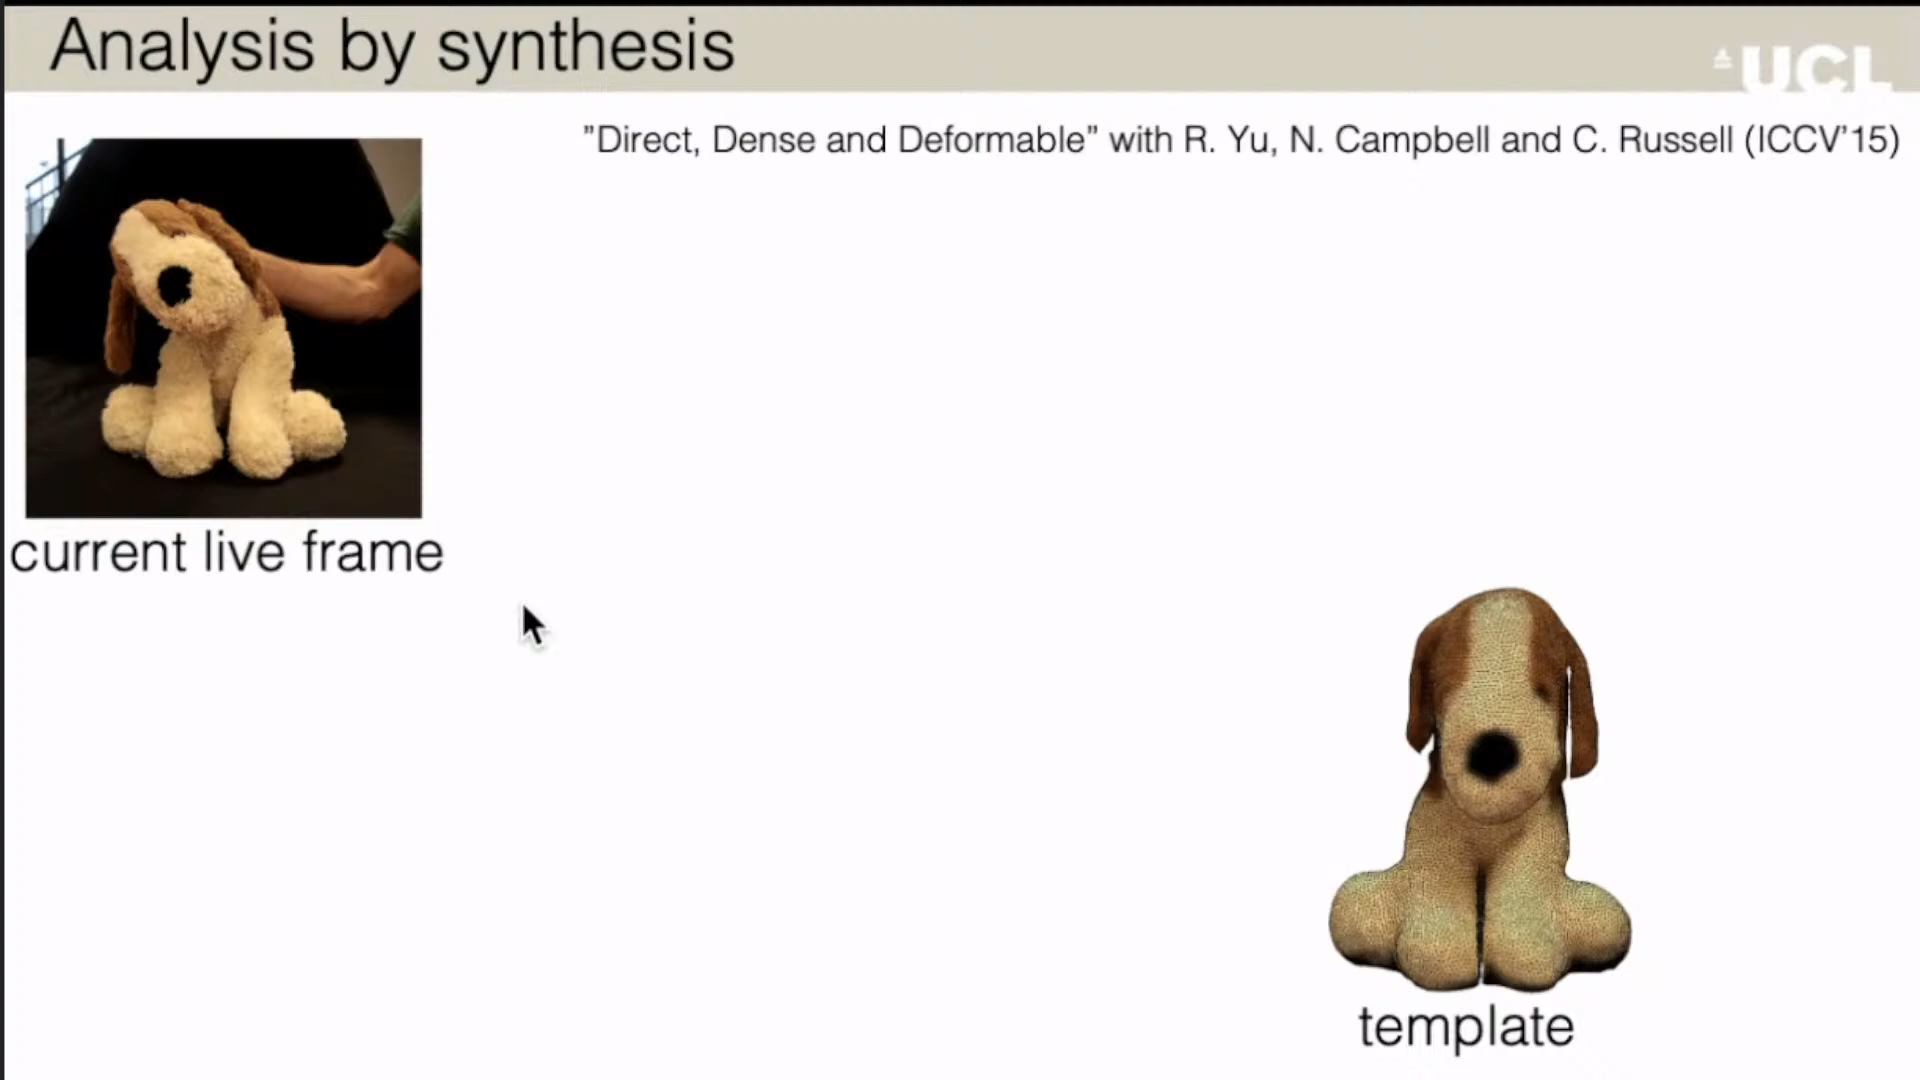 Analysis by synthesis
UCL
"Direct, Dense and Deformable" with R. Yu, N. Campbell and C. Russell (ICCV'15)
current live frame
template